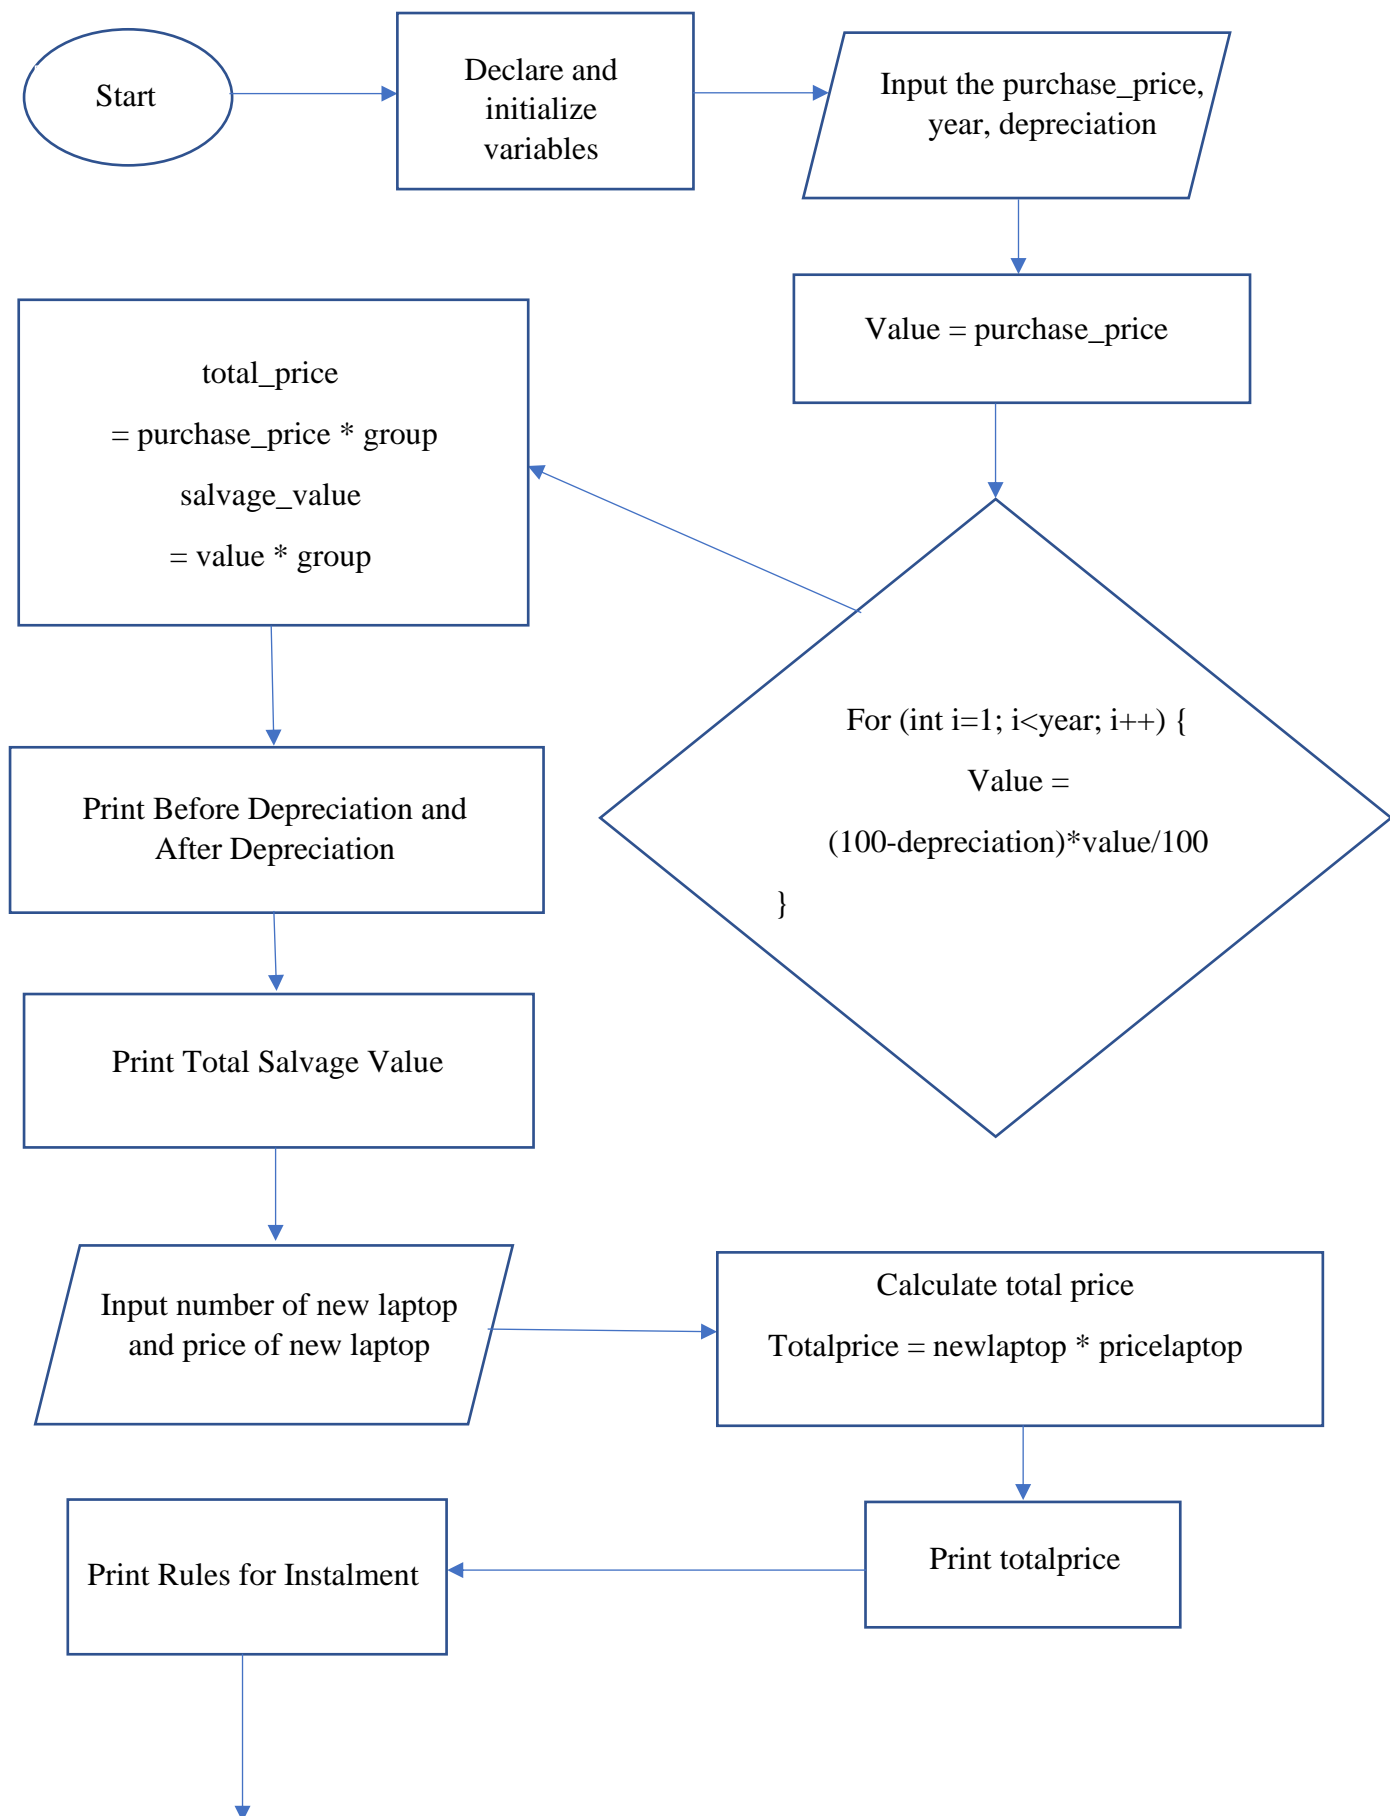 Start
Declare and
initialize
variables
Input the purchase_price,
year, depreciation
Value = purchase_price
For (int i=1; i<year; i++) {
Value =
(100-depreciation)*value/100
}
total_price
= purchase_price * group
salvage_value
= value * group
Print Before Depreciation and
After Depreciation
Print Total Salvage Value
Input number of new laptop
and price of new laptop
Calculate total price
Totalprice = newlaptop * pricelaptop
Print totalprice
Print Rules for Instalment